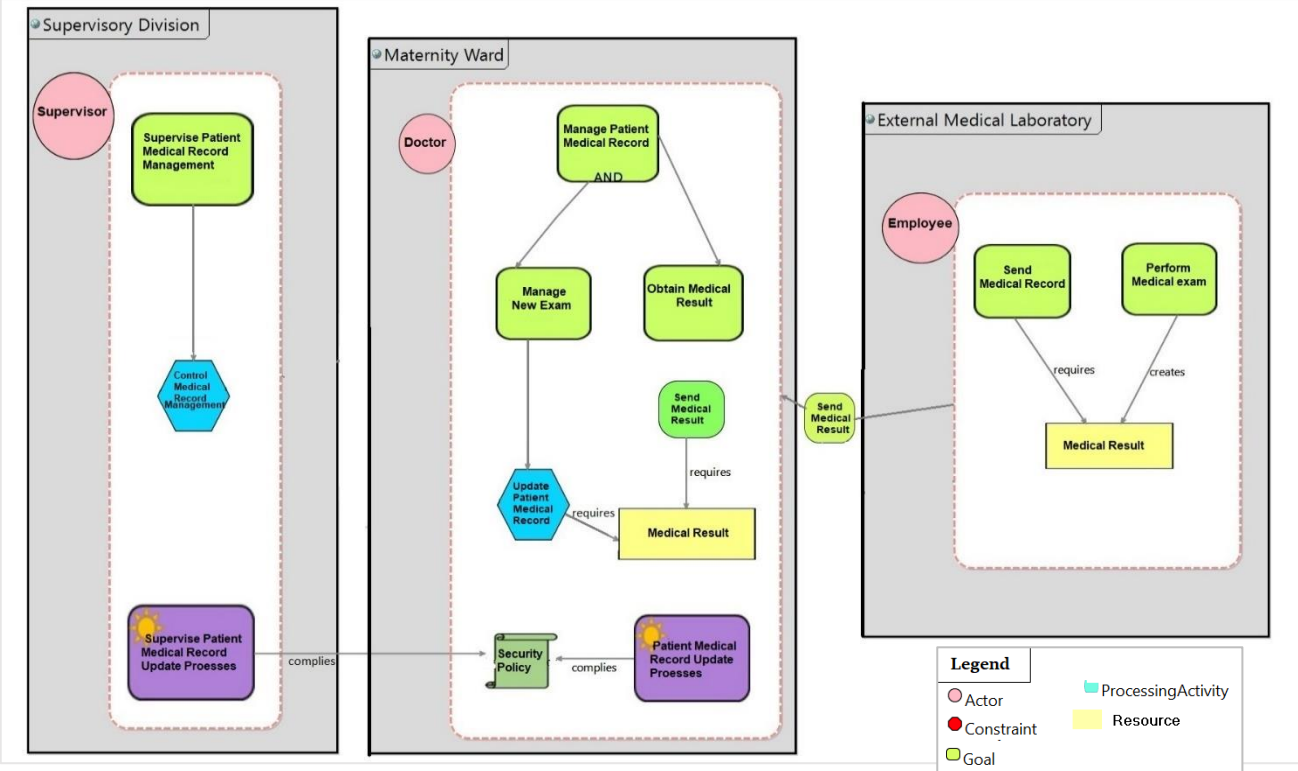 Supervisory Division
Supervisor
Supervise Patient
Medical Record
Management
Control
Medical
Record
Management
Supervise Patient
Medical Record
Update Proesses
complies
Maternity Ward
Doctor
Manage Patient
Medical Record
AND
Manage
New Exam
Obtain Medical
Result
Send
Medical
Result
requires
Update
Patient
Medical
Record
requires
Medical Result
Security
Policy
complies
Patient Medical
Record Update
Proesses
Send
Medical
Result
External Medical Laboratory
Employee
Send
Medical Record
Perform
Medical exam
requires
creates
Medical Result
Legend
Actor
Constraint
Goal
ProcessingActivity
Resource